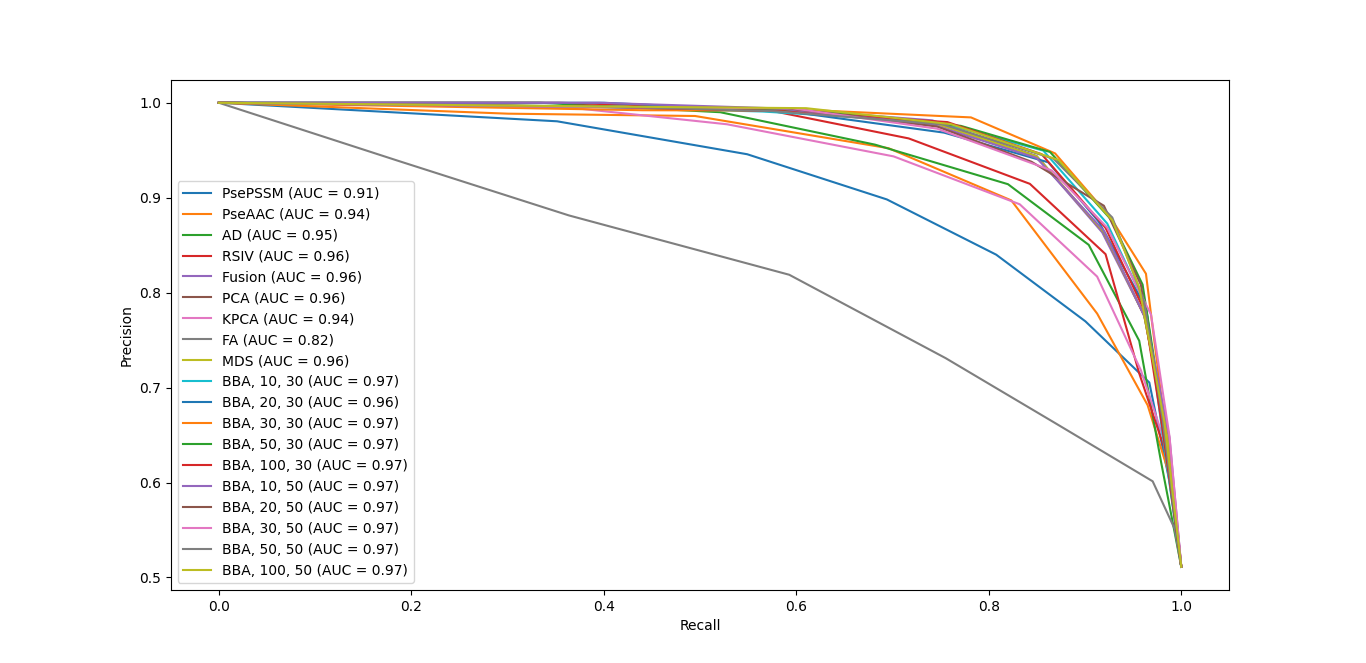 1.0
0.9
0.8
0.7
0.6
0.5
Precision
PsePSSM (AUC = 0.91)
PseAAC (AUC = 0.94)
AD (AUC = 0.95)
RSIV (AUC = 0.96)
Fusion (AUC = 0.96)
PCA (AUC = 0.96)
KPCA (AUC = 0.94)
FA (AUC = 0.82)
MDS (AUC = 0.96)
BBA, 10, 30 (AUC = 0.97)
BBA, 20, 30 (AUC = 0.96)
BBA, 30, 30 (AUC = 0.97)
BBA, 50, 30 (AUC = 0.97)
BBA, 100, 30 (AUC = 0.97)
BBA, 10, 50 (AUC = 0.97)
BBA, 20, 50 (AUC = 0.97)
BBA, 30, 50 (AUC = 0.97)
BBA, 50, 50 (AUC = 0.97)
BBA, 100, 50 (AUC = 0.97)
0.0 0.2 0.4 0.6 0.8 1.0
Recall